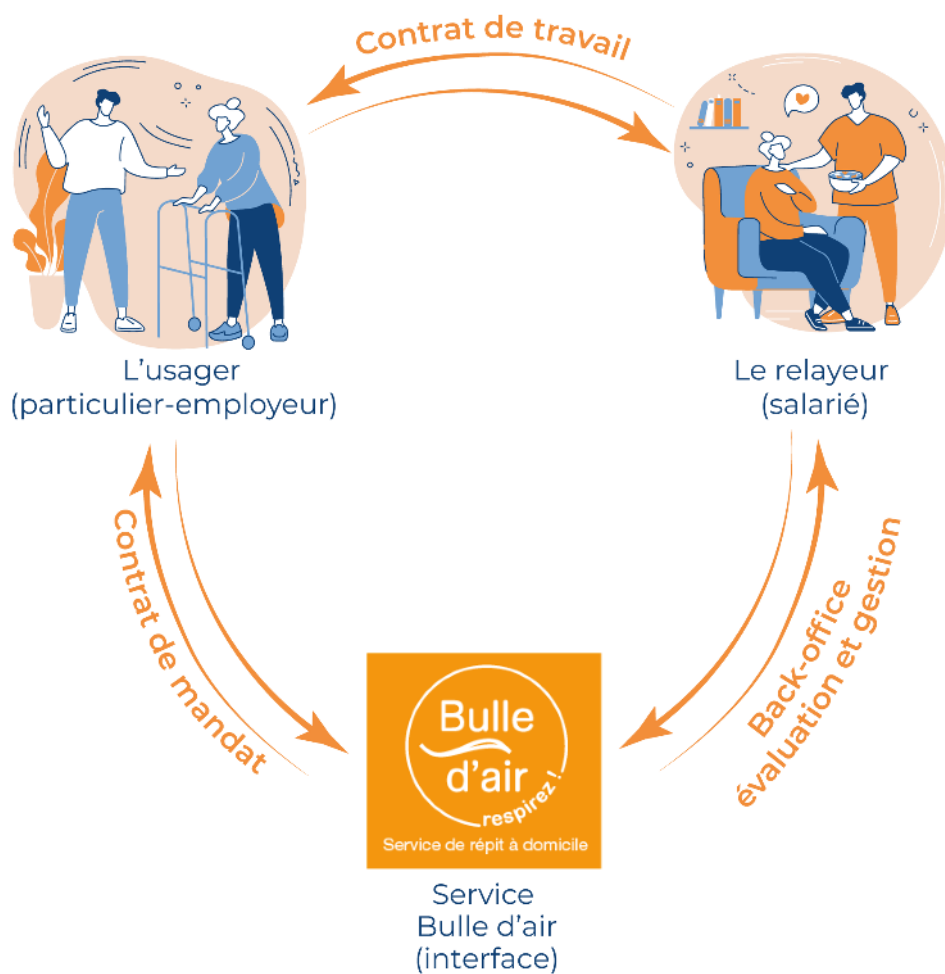 Contrat de travail
L'usager
(particulier-employeur)
Le relayeur
(salarié)
Contrat de mandat
Back-office
évaluation et gestion
Bulle
d'air
respirez !
Service de répit à domicile
Service
Bulle d'air
(interface)